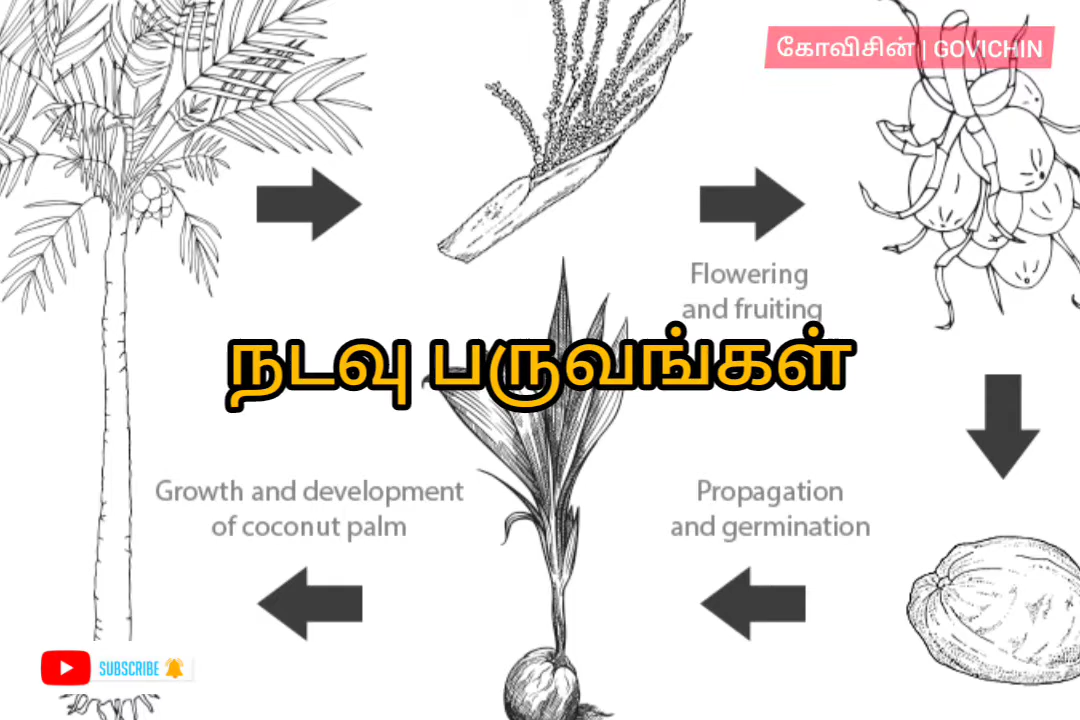 கோவிசின் | GOVICHIN
Flowering
and fruiting
நடவு பருவங்கள்
Growth and development
of coconut palm
Propagation
and germination
SUBSCRIBE